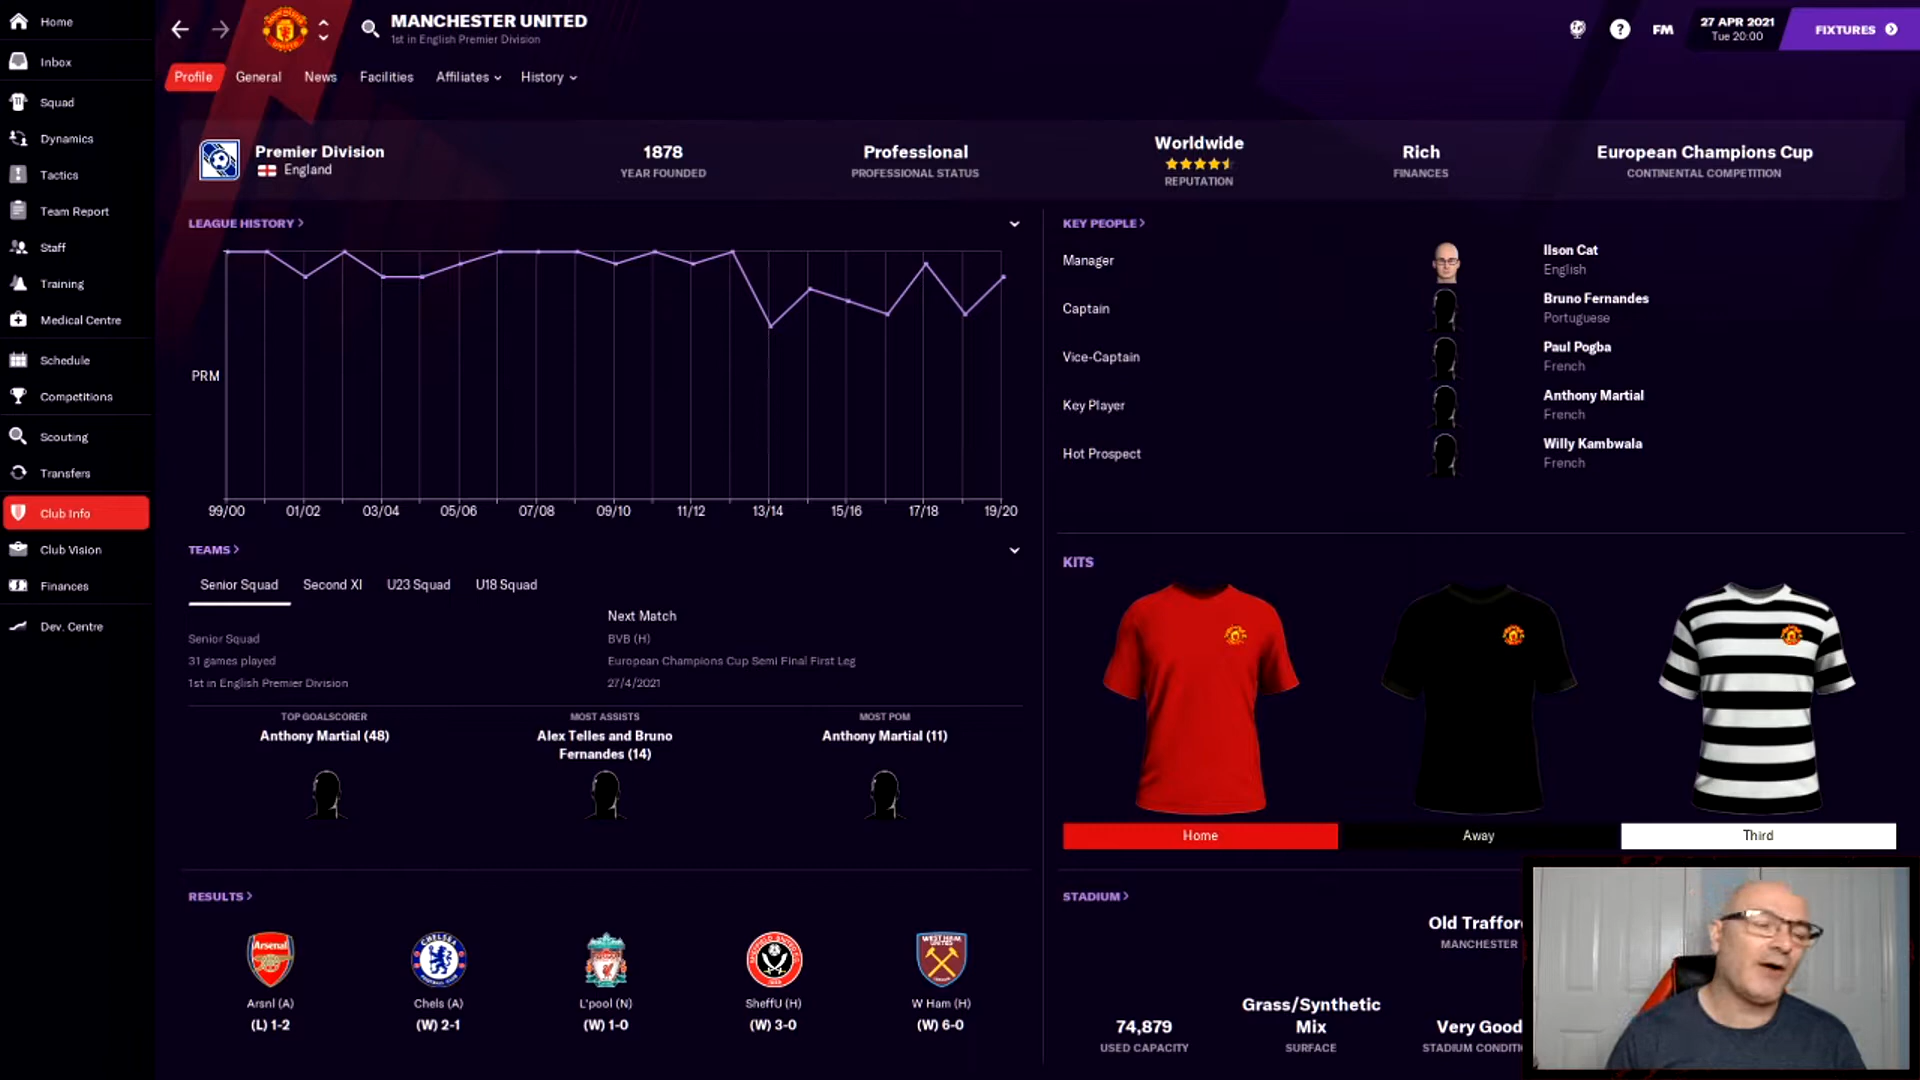 Home
Inbox
Squad
Dynamics
Tactics
Team Report
Staff
Training
Medical Centre
Schedule
Competitions
Scouting
Transfers
Club Info
Club Vision
Finances
Dev. Centre
MANCHESTER UNITED
1st in English Premier Division
FM
27 APR 2021
Tue 20:00
FIXTURES
Profile General News Facilities Affiliates History
Premier Division
England
1878
YEAR FOUNDED
Professional
PROFESSIONAL STATUS
Worldwide
REPUTATION
Rich
FINANCES
European Champions Cup
CONTINENTAL COMPETITION
LEAGUE HISTORY
PRM
99/00 01/02 03/04 05/06 07/08 09/10 11/12 13/14 15/16 17/18 19/20
KEY PEOPLE
Manager
Ilson Cat
English
Captain
Bruno Fernandes
Portuguese
Vice-Captain
Paul Pogba
French
Key Player
Anthony Martial
French
Hot Prospect
Willy Kambwala
French
TEAMS
Senior Squad Second XI U23 Squad U18 Squad
Senior Squad
31 games played
1st in English Premier Division
Next Match
BVB (H)
European Champions Cup Semi Final First Leg
27/4/2021
TOP GOALSCORER
Anthony Martial (48)
MOST ASSISTS
Alex Telles and Bruno
Fernandes (14)
MOST POM
Anthony Martial (11)
KITS
Home
Away
Third
RESULTS
Arsenal
Arsnl (A)
(L) 1-2
Chels (A)
(W) 2-1
L'pool (N)
(W) 1-0
SheffU (H)
(W) 3-0
W Ham (H)
(W) 6-0
STADIUM
Old Traffor
MANCHESTER
74,879
USED CAPACITY
Grass/Synthetic
Mix
SURFACE
Very Good
STADIUM CONDITI